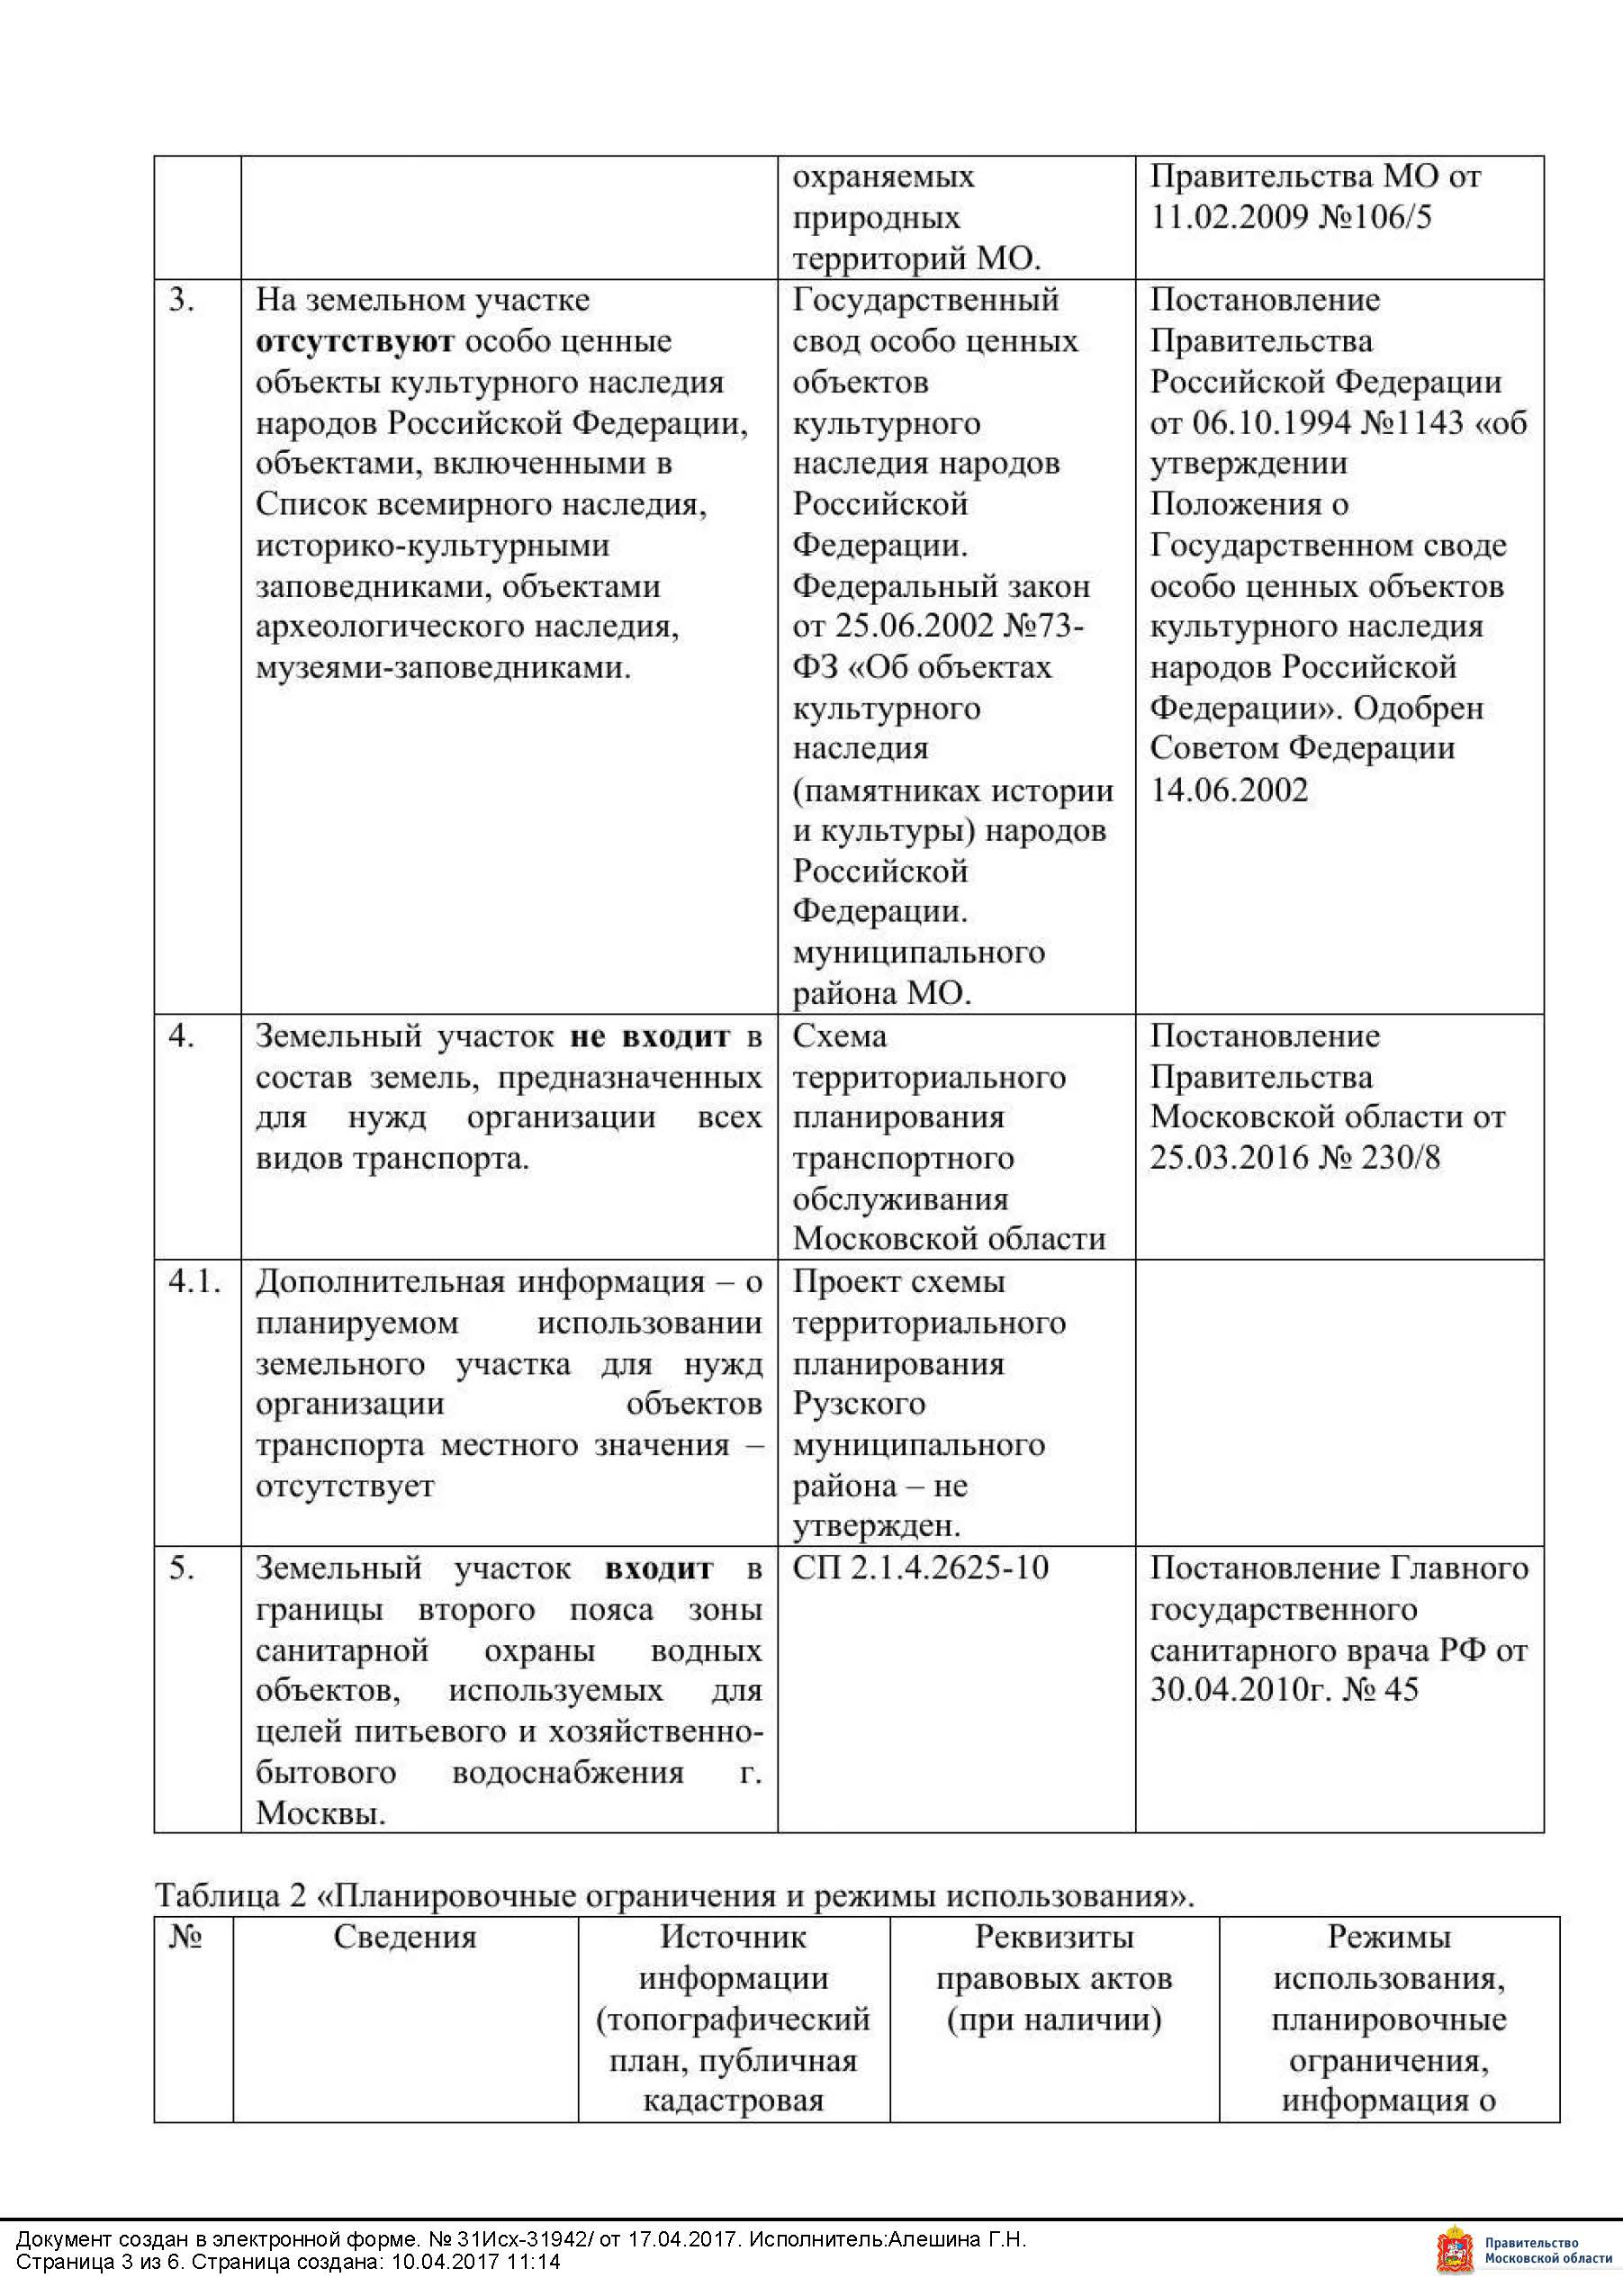 охраняемых
природных
территорий МО.
Правительства МО от
11.02.2009 №106/5
3.
На земельном участке
отсутствуют особо ценные
объекты культурного наследия
народов Российской Федерации,
объектами, включенными в
Список всемирного наследия,
историко-культурными
заповедниками, объектами
археологического наследия,
музеями-заповедниками.
Государственный
свод особо ценных
объектов
культурного
наследия народов
Российской
Федерации.
Федеральный закон
от 25.06.2002 №73-
ФЗ «Об объектах
культурного
наследия
(памятниках истории
и культуры) народов
Российской
Федерации.
муниципального
района МО.
Постановление
Правительства
Российской Федерации
от 06.10.1994 №1143 «об
утверждении
Положения о
Государственном своде
особо ценных объектов
культурного наследия
народов Российской
Федерации». Одобрен
Советом Федерации
14.06.2002
4.
Земельный участок не входит в
состав земель, предназначенных
для нужд организации всех
видов транспорта.
Схема
территориального
планирования
транспортного
обслуживания
Московской области
Постановление
Правительства
Московской области от
25.03.2016 № 230/8
4.1.
Дополнительная информация – о
планируемом использовании
земельного участка для нужд
организации объектов
транспорта местного значения –
отсутствует
Проект схемы
территориального
планирования
Рузского
муниципального
района – не
утвержден.
5.
Земельный участок входит в
границы второго пояса зоны
санитарной охраны водных
объектов, используемых для
целей питьевого и хозяйственно-
бытового водоснабжения г.
Москвы.
СП 2.1.4.2625-10
Постановление Главного
государственного
санитарного врача РФ от
30.04.2010г. № 45
Таблица 2 «Планировочные ограничения и режимы использования».
№
Сведения
Источник
информации
(топографический
план, публичная
кадастровая
Реквизиты
правовых актов
(при наличии)
Режимы
использования,
планировочные
ограничения,
информация о
Документ создан в электронной форме. № 31Исх-31942/ от 17.04.2017. Исполнитель:Алешина Г.Н.
Страница 3 из 6. Страница создана: 10.04.2017 11:14
Правительство
Московской области